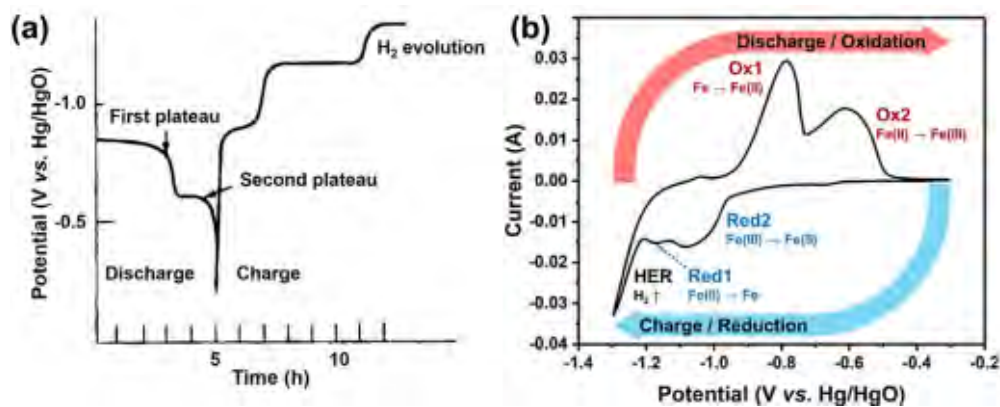 (a)
H₂ evolution
-1.0
First plateau
Second plateau
-0.5
Discharge
Charge
5
10
Time (h)
Potential (V vs. Hg/HgO)
(b)
Discharge / Oxidation
Ox1
Fe → Fe(II)
Ox2
Fe(II) → Fe(III)
Red2
Fe(III) → Fe(II)
HER
H₂ ↑
Red1
Fe(II) → Fe
Charge / Reduction
0.03
0.02
0.01
0.00
-0.01
-0.02
-0.03
-0.04
Current (A)
-1.4
-1.2
-1.0
-0.8
-0.6
-0.4
-0.2
Potential (V vs. Hg/HgO)